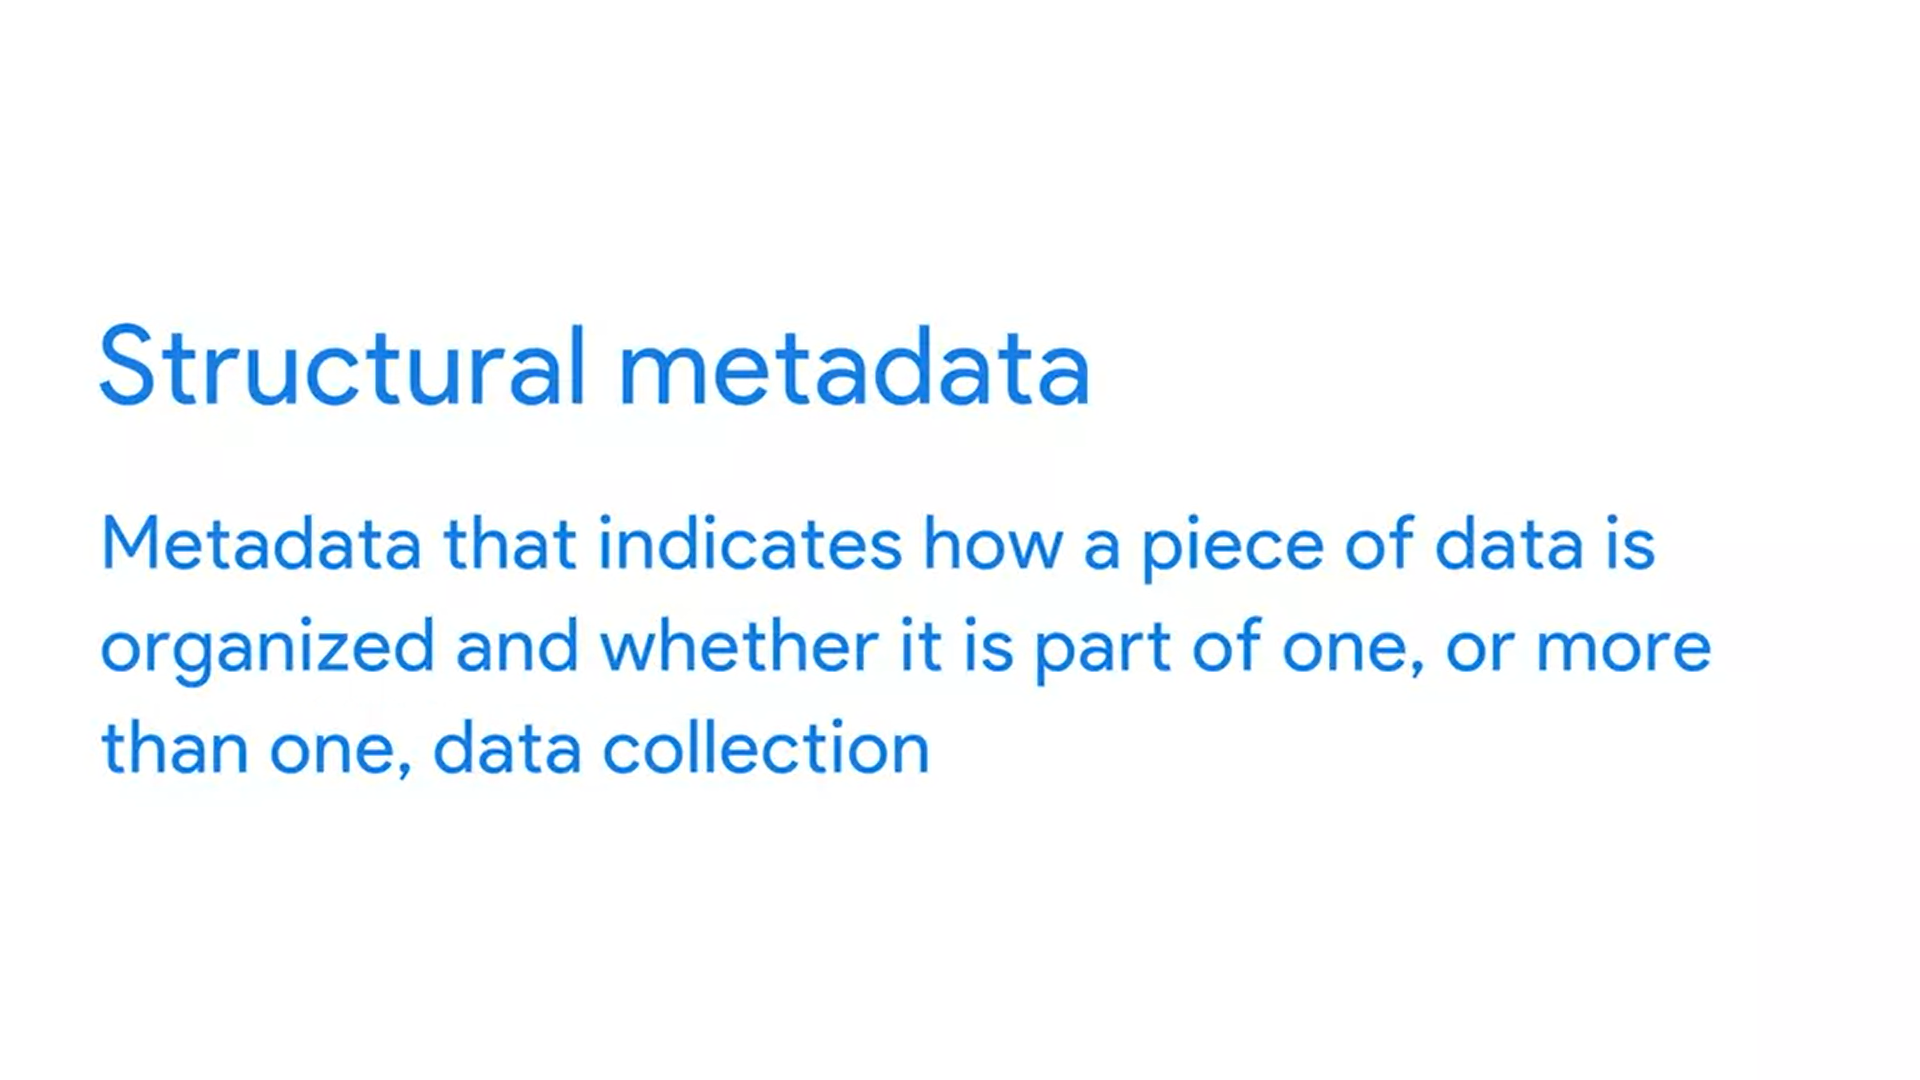 Structural metadata
Metadata that indicates how a piece of data is
organized and whether it is part of one, or more
than one, data collection